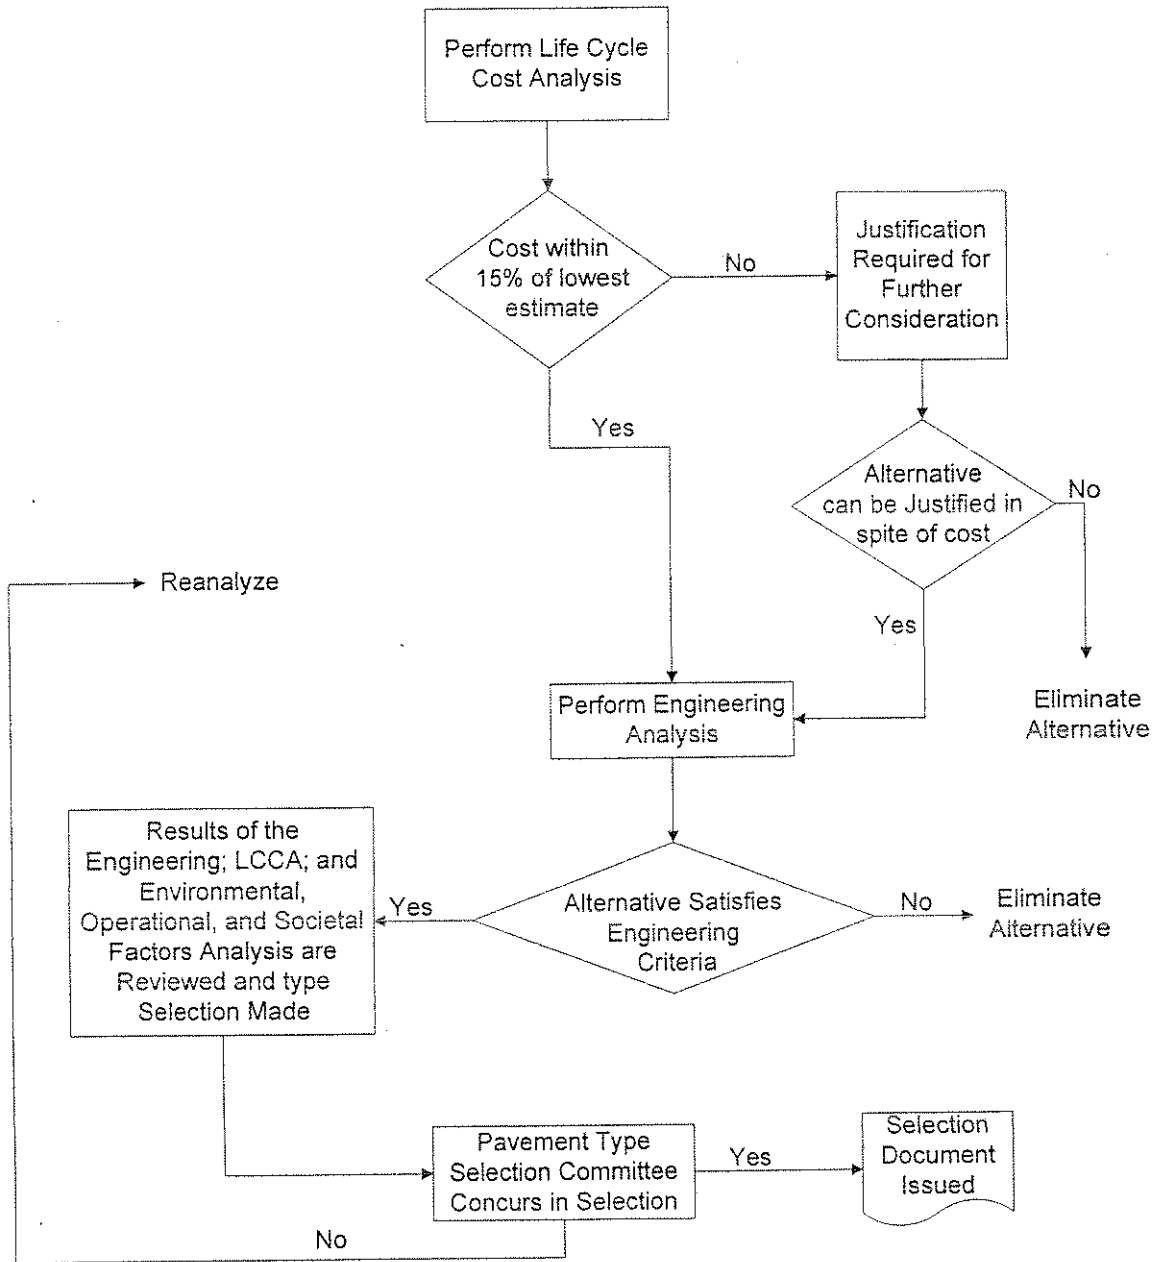 Perform Life Cycle
Cost Analysis
Cost within
15% of lowest
estimate
No
Justification
Required for
Further
Consideration
Yes
Alternative
can be Justified in
spite of cost
No
Reanalyze
Yes
Eliminate
Alternative
Perform Engineering
Analysis
Results of the
Engineering; LCCA; and
Environmental,
Operational, and Societal
Factors Analysis are
Reviewed and type
Selection Made
Yes
Alternative Satisfies
Engineering
Criteria
No
Eliminate
Alternative
Pavement Type
Selection Committee
Concurs in Selection
Yes
Selection
Document
Issued
No